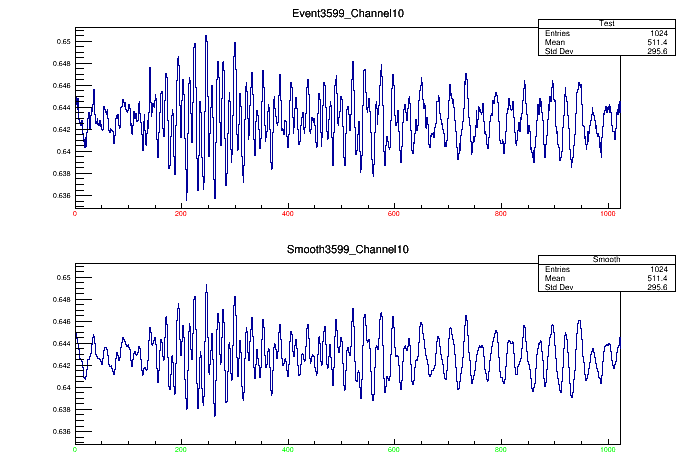 Event3599_Channel10
Test
Entries 1024
Mean 511.4
Std Dev 295.6
0.65
0.648
0.646
0.644
0.642
0.64
0.638
0.636
0 200 400 600 800 1000
Smooth3599_Channel10
Smooth
Entries 1024
Mean 511.4
Std Dev 295.6
0.65
0.648
0.646
0.644
0.642
0.64
0.638
0.636
0 200 400 600 800 1000